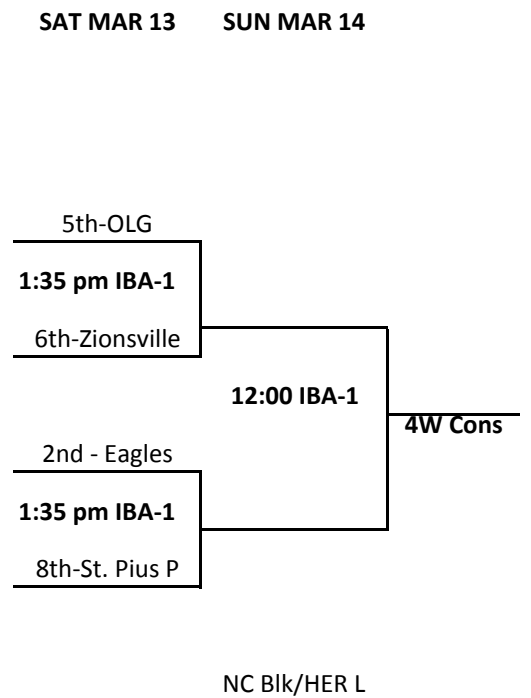 SAT MAR 13 SUN MAR 14
5th-OLG
1:35 pm IBA-1
6th-Zionsville
12:00 IBA-1
4W Cons
2nd - Eagles
1:35 pm IBA-1
8th-St. Pius P
NC Blk/HER L